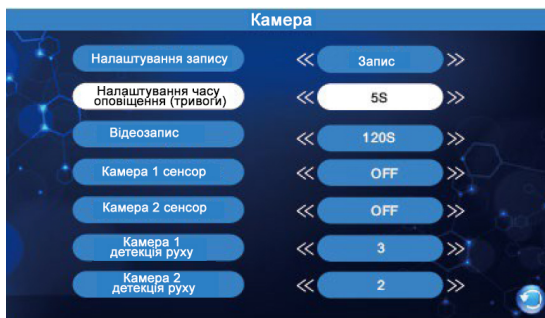 Камера
Налаштування запису
Запис
Налаштування часу
оповіщення (тривоги)
5S
Відеозапис
120S
Камера 1 сенсор
OFF
Камера 2 сенсор
OFF
Камера 1
детекція руху
3
Камера 2
детекція руху
2